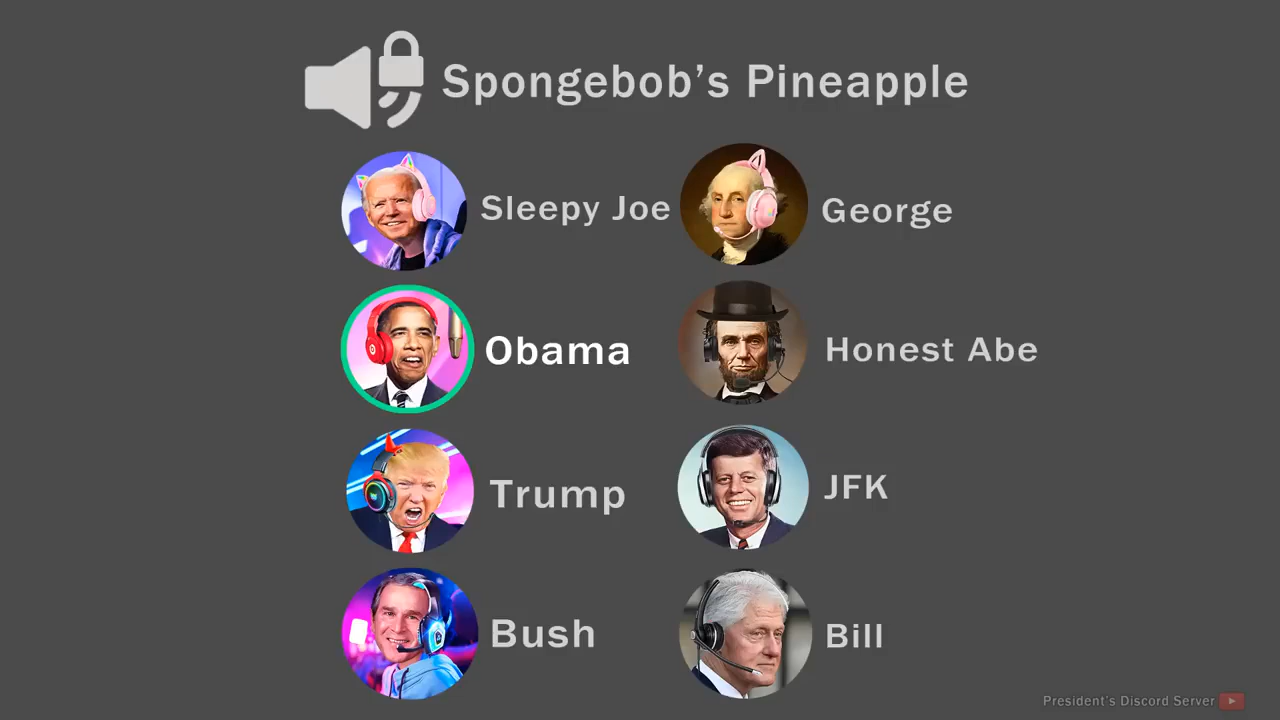 Spongebob's Pineapple
Sleepy Joe
George
Obama
Honest Abe
Trump
JFK
Bush
Bill
President's Discord Server